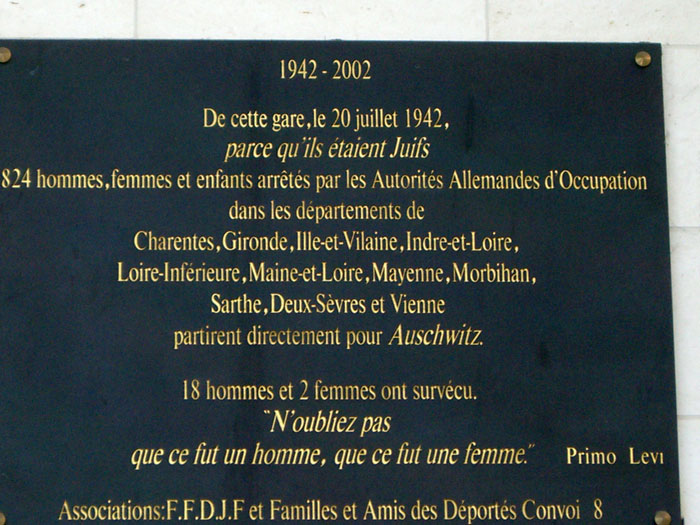 1942 - 2002
De cette gare, le 20 juillet 1942,
parce qu'ils étaient Juifs
824 hommes, femmes et enfants arrêtés par les Autorités Allemandes d'Occupation
dans les départements de
Charentes, Gironde, Ille-et-Vilaine, Indre-et-Loire,
Loire-Inférieure, Maine-et-Loire, Mayenne, Morbihan,
Sarthe, Deux-Sèvres et Vienne
partirent directement pour Auschwitz.
18 hommes et 2 femmes ont survécu.
"N'oubliez pas
que ce fut un homme, que ce fut une femme." Primo Levi
Associations: F.F.D.J.F et Familles et Amis des Déportés Convoi 8